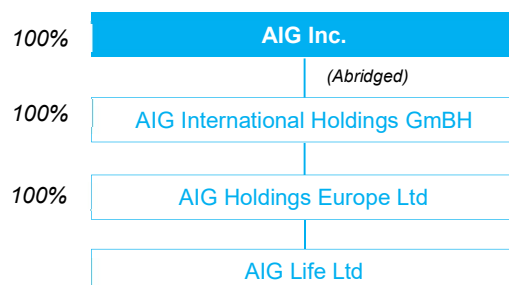 100% AIG Inc.
(Abridged)
100% AIG International Holdings GmBH
100% AIG Holdings Europe Ltd
AIG Life Ltd